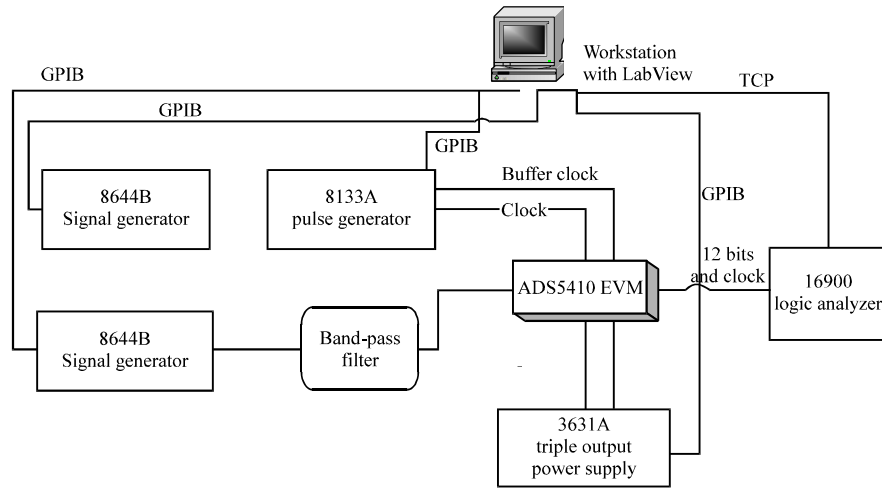 Workstation
with LabView
GPIB
TCP
GPIB
GPIB
8644B
Signal generator
8133A
pulse generator
Buffer clock
Clock
GPIB
12 bits
and clock
ADS5410 EVM
16900
logic analyzer
8644B
Signal generator
Band-pass
filter
3631A
triple output
power supply